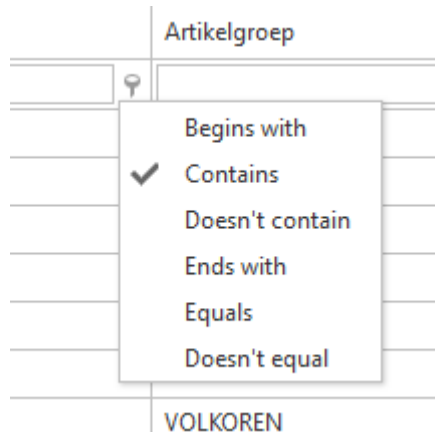 Artikelgroep
Begins with
Contains
Doesn't contain
Ends with
Equals
Doesn't equal
VOLKOREN